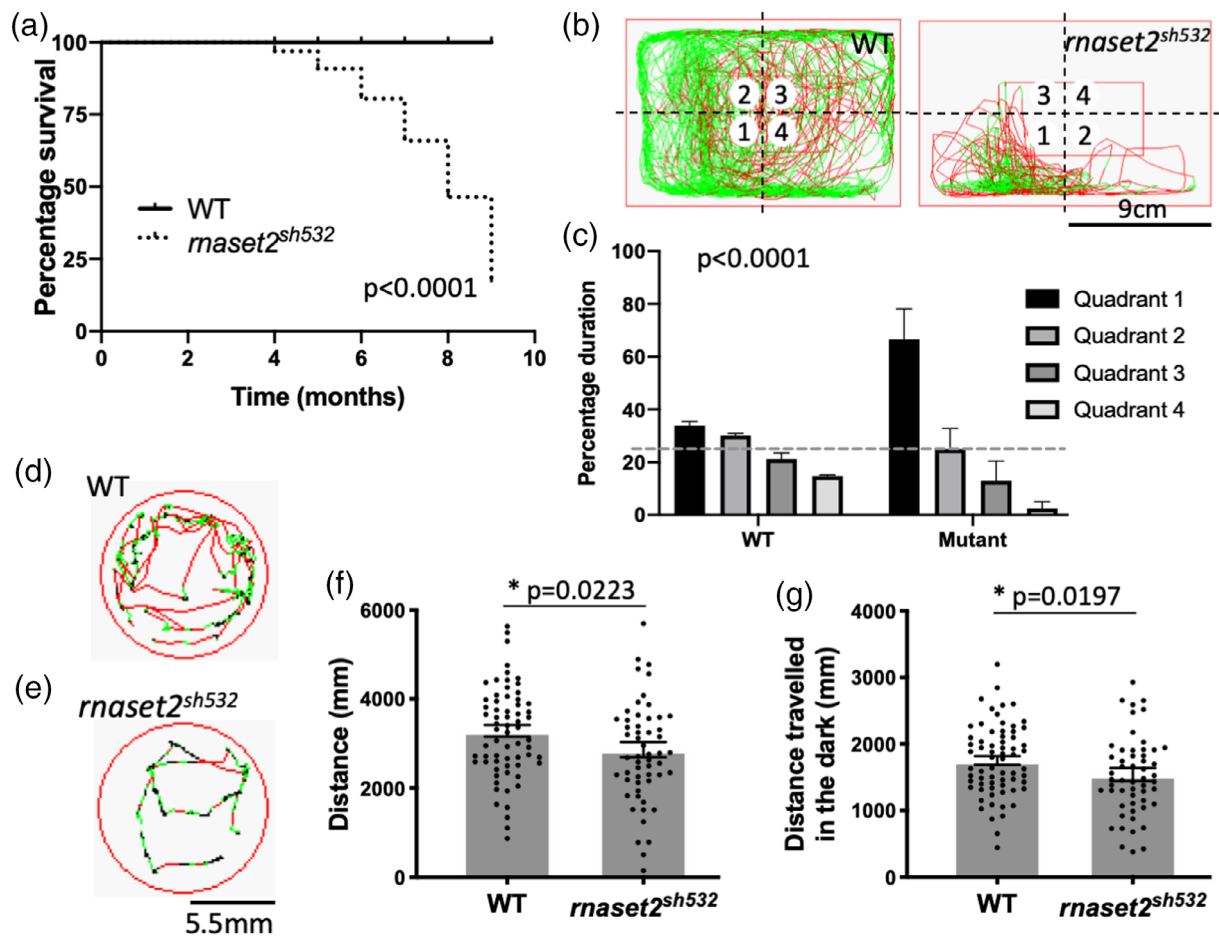 (a)
Percentage survival
100
75
50
25
0
0 2 4 6 8 10
Time (months)
WT
rnaset2sh532
p<0.0001
(b)
WT
2 3
1 4
rnaset2sh532
3 4
1 2
9cm
(c)
Percentage duration
100
80
60
40
20
0
p<0.0001
WT Mutant
Quadrant 1
Quadrant 2
Quadrant 3
Quadrant 4
(d)
WT
(e)
rnaset2sh532
5.5mm
(f)
* p=0.0223
Distance (mm)
6000
4000
2000
0
WT rnaset2sh532
(g)
* p=0.0197
Distance travelled
in the dark (mm)
4000
3000
2000
1000
0
WT rnaset2sh532